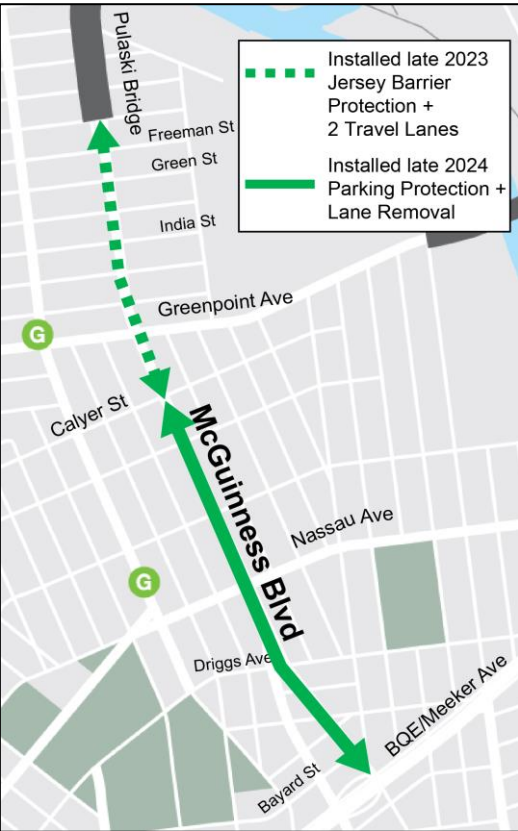 Pulaski Bridge
Installed late 2023
Jersey Barrier
Protection +
2 Travel Lanes
Installed late 2024
Parking Protection +
Lane Removal
Freeman St
Green St
India St
Greenpoint Ave
G
Calyer St
McGuinness Blvd
Nassau Ave
G
Driggs Ave
BQE/Meeker Ave
Bayard St